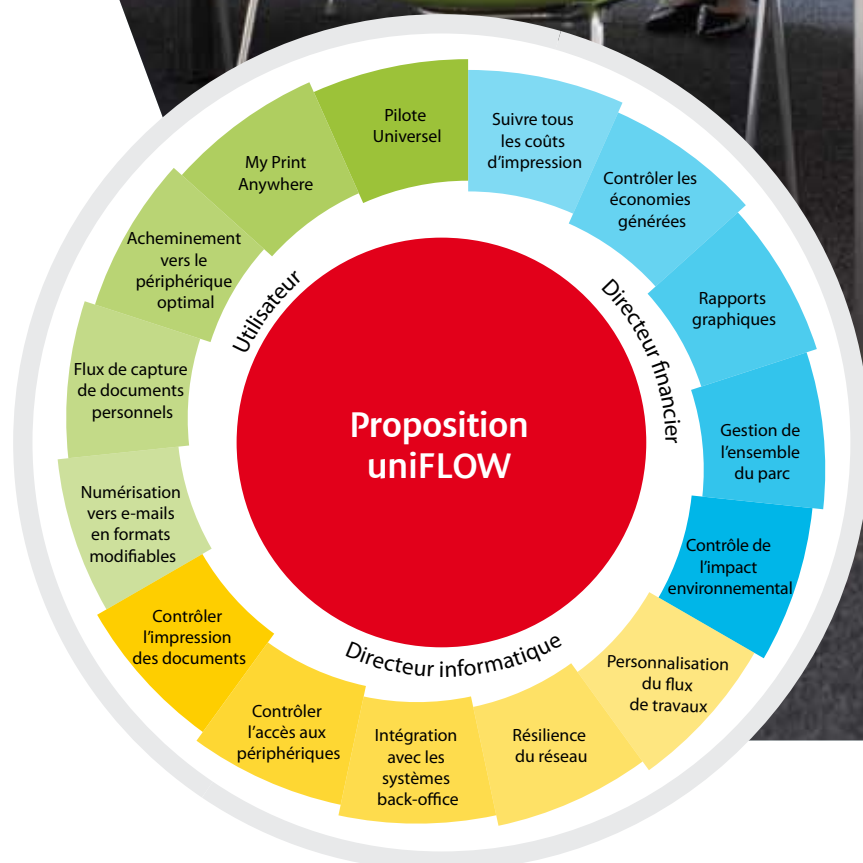 Pilote
Universel
Suivre tous
les coûts
d'impression
Contrôler les
économies
générées
Rapports
graphiques
Gestion de
l'ensemble
du parc
Contrôle de
l'impact
environnemental
Personnalisation
du flux
de travaux
Résilience
du réseau
Intégration
avec les
systèmes
back-office
Contrôler
l'accès aux
périphériques
Contrôler
l'impression
des documents
Numérisation
vers e-mails
en formats
modifiables
Flux de capture
de documents
personnels
Acheminement
vers le
périphérique
optimal
My Print
Anywhere
Utilisateur
Directeur financier
Directeur informatique
Proposition
uniFLOW